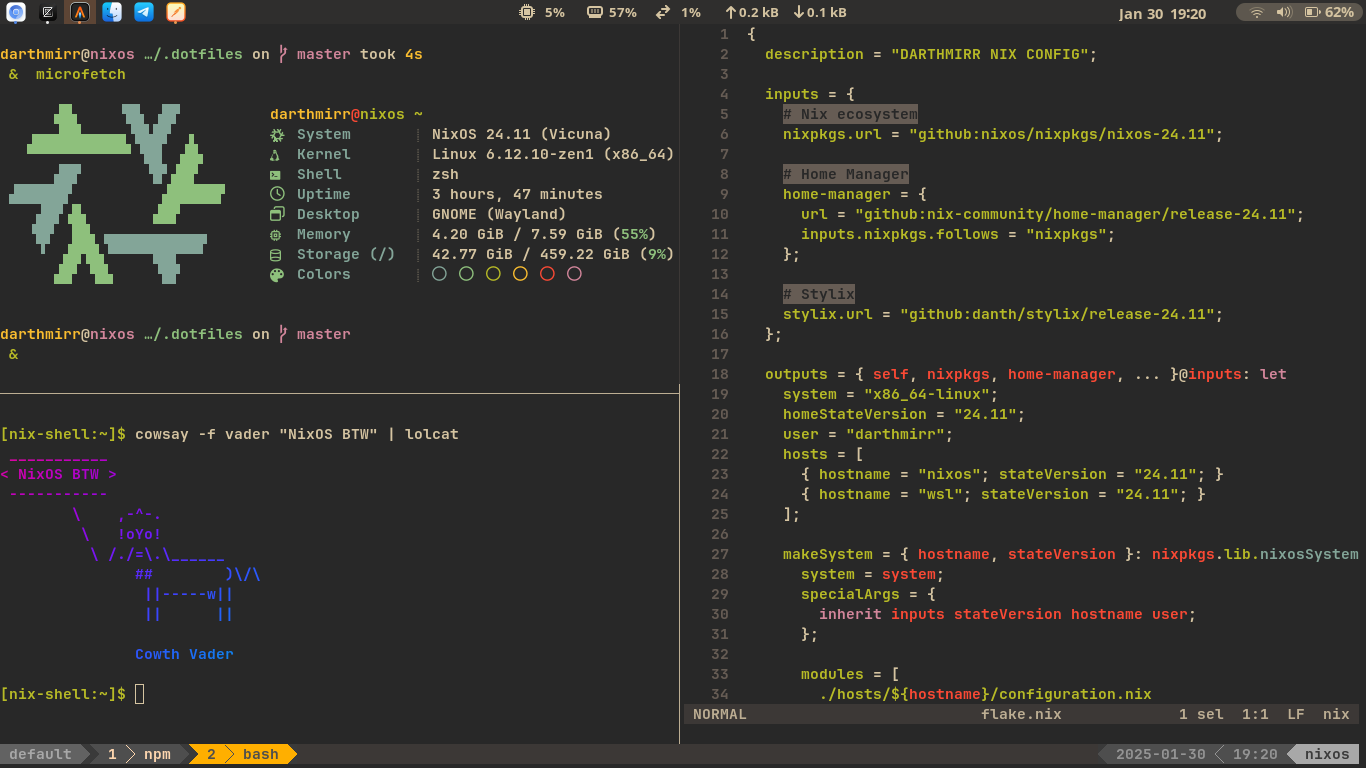 5% 57% 1% ↑0.2 kB ↓0.1 kB Jan 30 19:20 62%
darthmirr@nixos …/.dotfiles on master took 4s
& microfetch
darthmirr@nixos ~
System NixOS 24.11 (Vicuna)
Kernel Linux 6.12.10-zen1 (x86_64)
Shell zsh
Uptime 3 hours, 47 minutes
Desktop GNOME (Wayland)
Memory 4.20 GiB / 7.59 GiB (55%)
Storage (/) 42.77 GiB / 459.22 GiB (9%)
Colors
darthmirr@nixos …/.dotfiles on master
&
[nix-shell:~]$ cowsay -f vader "NixOS BTW" | lolcat
 ___________
< NixOS BTW >
 -----------
        \    ,-^-.
         \   !oYo!
          \ /./=\.\______
               ##        )\/\
                ||-----w||
                ||      ||

               Cowth Vader
[nix-shell:~]$
1 {
2   description = "DARTHMIRR NIX CONFIG";
3
4   inputs = {
5     # Nix ecosystem
6     nixpkgs.url = "github:nixos/nixpkgs/nixos-24.11";
7
8     # Home Manager
9     home-manager = {
10       url = "github:nix-community/home-manager/release-24.11";
11       inputs.nixpkgs.follows = "nixpkgs";
12     };
13
14     # Stylix
15     stylix.url = "github:danth/stylix/release-24.11";
16   };
17
18   outputs = { self, nixpkgs, home-manager, ... }@inputs: let
19     system = "x86_64-linux";
20     homeStateVersion = "24.11";
21     user = "darthmirr";
22     hosts = [
23       { hostname = "nixos"; stateVersion = "24.11"; }
24       { hostname = "wsl"; stateVersion = "24.11"; }
25     ];
26
27     makeSystem = { hostname, stateVersion }: nixpkgs.lib.nixosSystem
28       system = system;
29       specialArgs = {
30         inherit inputs stateVersion hostname user;
31       };
32
33       modules = [
34         ./hosts/${hostname}/configuration.nix
NORMAL flake.nix 1 sel 1:1 LF nix
default 1 npm 2 bash 2025-01-30 19:20 nixos